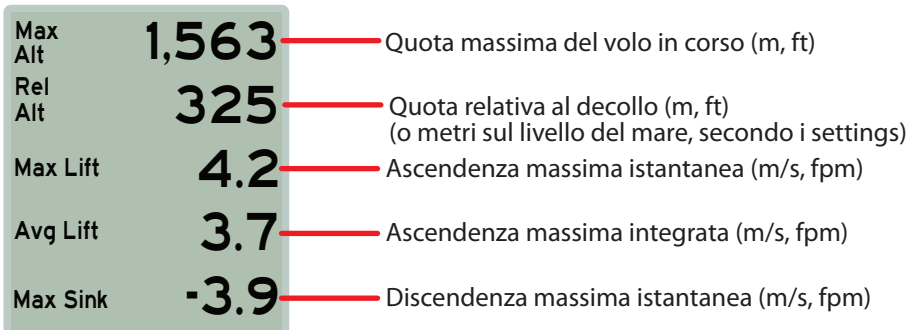 Max Alt 1,563 Quota massima del volo in corso (m, ft)
Rel Alt 325 Quota relativa al decollo (m, ft)
(o metri sul livello del mare, secondo i settings)
Max Lift 4.2 Ascendenza massima istantanea (m/s, fpm)
Avg Lift 3.7 Ascendenza massima integrata (m/s, fpm)
Max Sink -3.9 Discendenza massima istantanea (m/s, fpm)